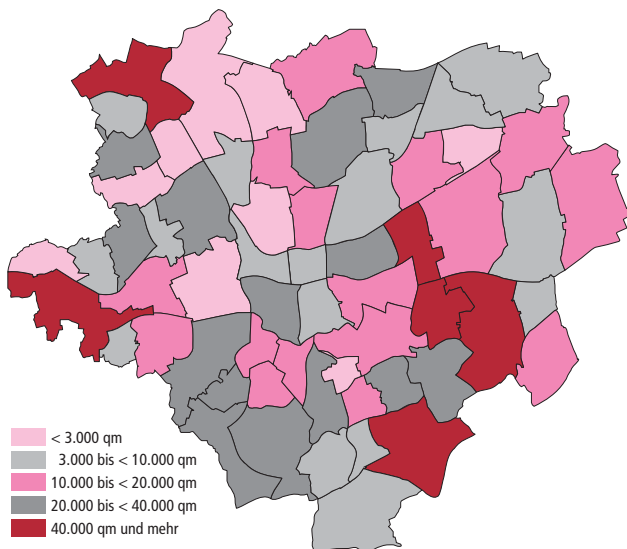 < 3.000 qm
3.000 bis < 10.000 qm
10.000 bis < 20.000 qm
20.000 bis < 40.000 qm
40.000 qm und mehr